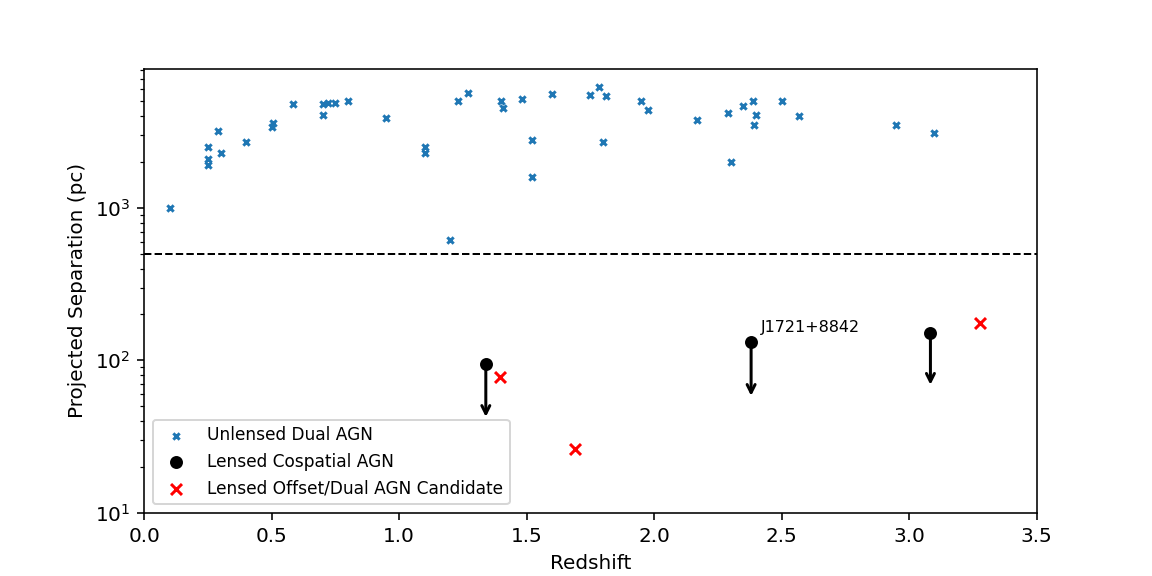 Projected Separation (pc)
10³
10²
10¹
J1721+8842
Unlensed Dual AGN
Lensed Cospatial AGN
Lensed Offset/Dual AGN Candidate
0.0 0.5 1.0 1.5 2.0 2.5 3.0 3.5
Redshift